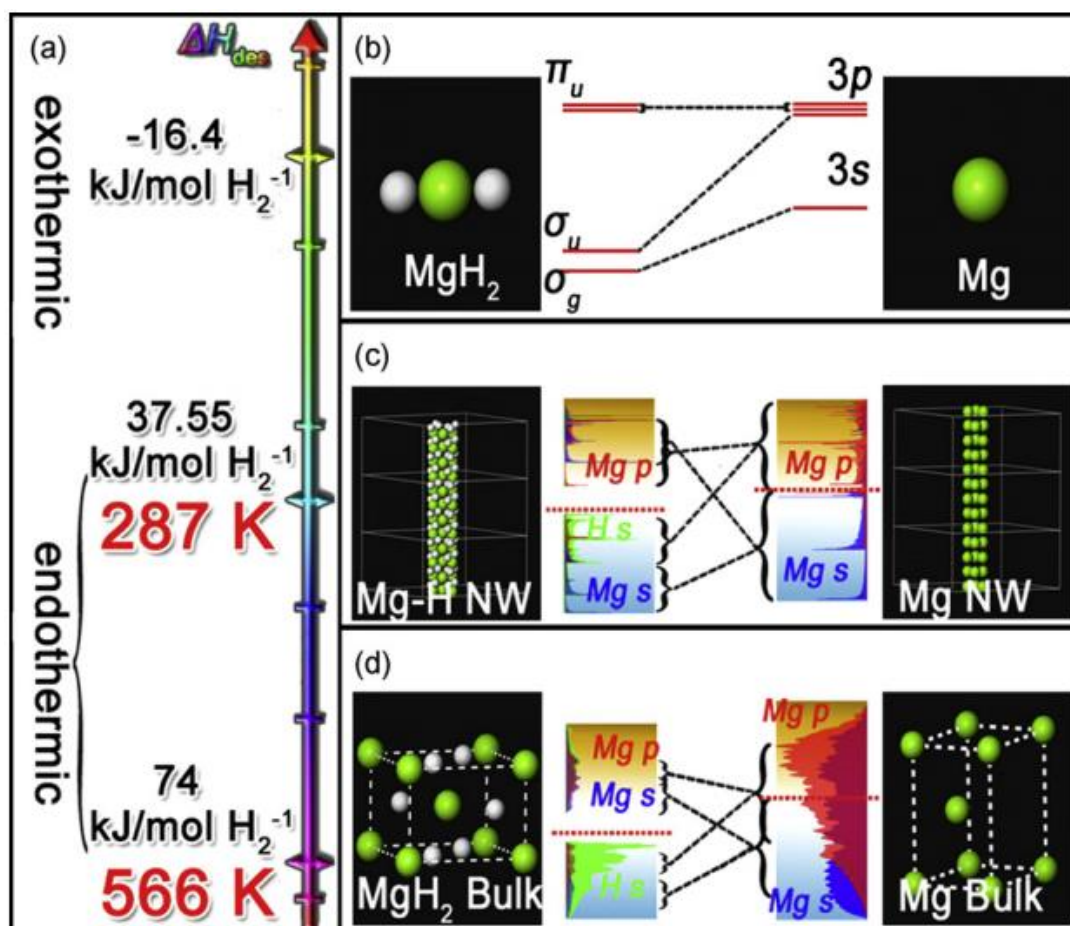 (a)
ΔH des
exothermic
-16.4
kJ/mol H2-1
37.55
kJ/mol H2-1
287 K
endothermic
74
kJ/mol H2-1
566 K
(b)
πu
3p
3s
σu
σg
MgH2
Mg
(c)
Mg p
H s
Mg s
Mg p
Mg s
Mg-H NW
Mg NW
(d)
Mg p
Mg s
H s
Mg p
Mg s
MgH2 Bulk
Mg Bulk